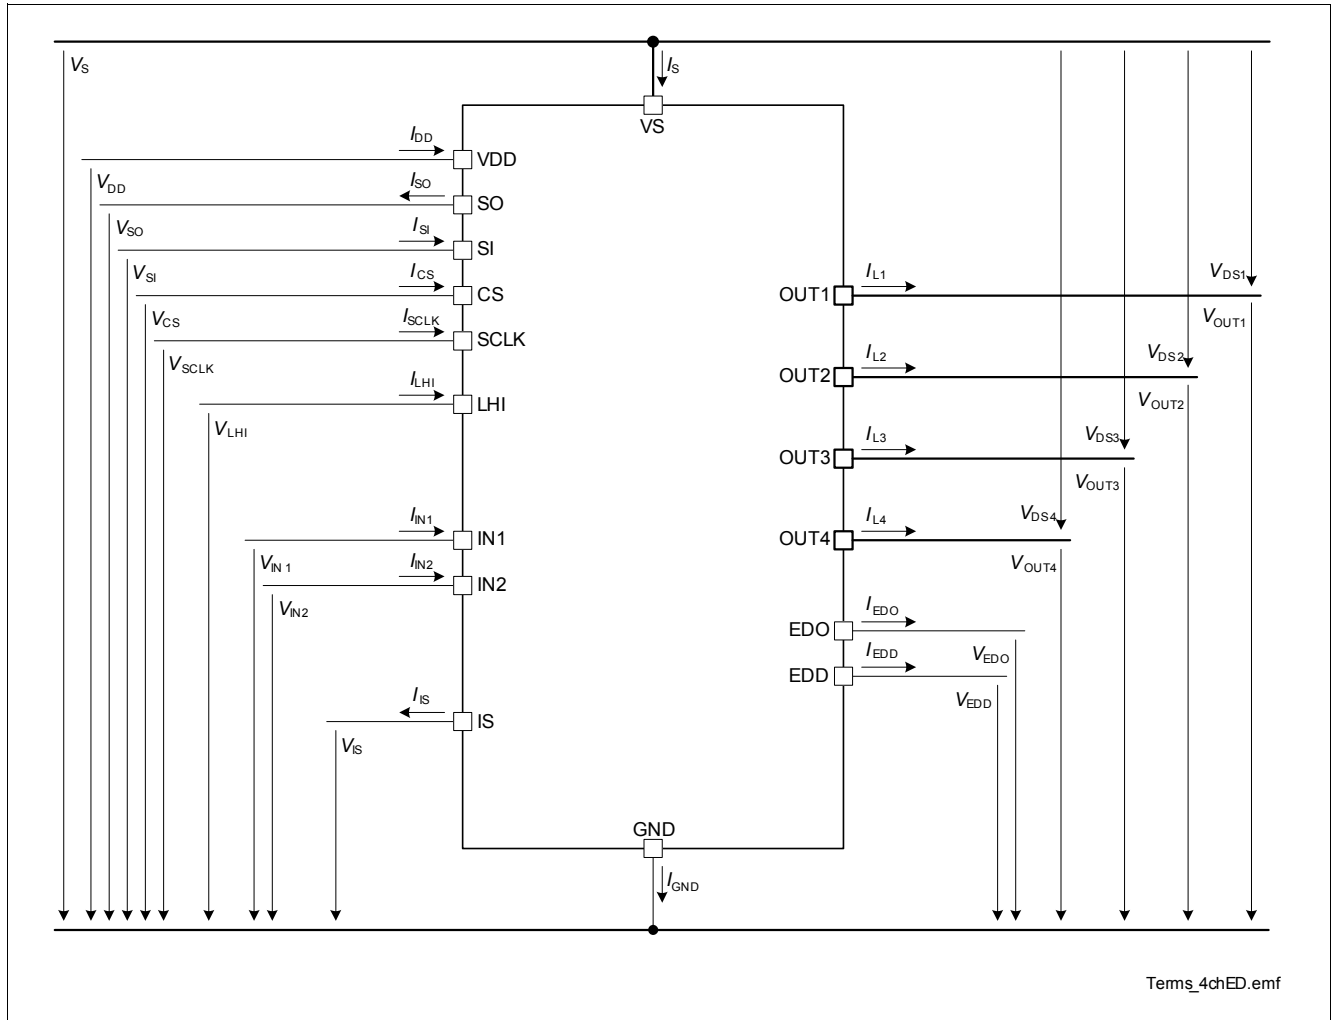 VS
IS
VS
IDD
VDD
VDD
ISO
SO
VSO
ISI
SI
VSI
ICS
CS
VCS
ISCLK
SCLK
VSCLK
ILHI
LHI
VLHI
IIN1
IN1
VIN 1
IIN2
IN2
VIN2
IIS
IS
VIS
OUT1
IL1
VDS1
VOUT1
OUT2
IL2
VDS2
VOUT2
OUT3
IL3
VDS3
VOUT3
OUT4
IL4
VDS4
VOUT4
EDO
IEDO
VEDO
EDD
IEDD
VEDD
GND
IGND
Terms_4chED.emf